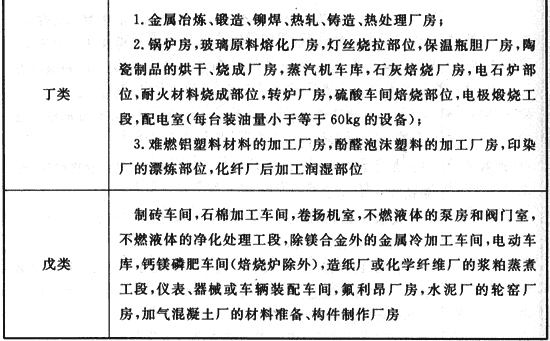 丁类
1.金属冶炼、锻造、铆焊、热轧、铸造、热处理厂房;
2.锅炉房,玻璃原料熔化厂房,灯丝烧拉部位,保温瓶胆厂房,陶
瓷制品的烘干、烧成厂房,蒸汽机车库,石灰焙烧厂房,电石炉部
位,耐火材料烧成部位,转炉厂房,硫酸车间焙烧部位,电极煅烧工
段,配电室(每台装油量小于等于60kg的设备);
3.难燃铝塑料材料的加工厂房,酚醛泡沫塑料的加工厂房,印染
厂的漂炼部位,化纤厂后加工润湿部位
戊类
制砖车间,石棉加工车间,卷扬机室,不燃液体的泵房和阀门室,
不燃液体的净化处理工段,除镁合金外的金属冷加工车间,电动车
库,钙镁磷肥车间(焙烧炉除外),造纸厂或化学纤维厂的浆粕蒸煮
工段,仪表、器械或车辆装配车间,氟利昂厂房,水泥厂的轮窑厂
房,加气混凝土厂的材料准备、构件制作厂房